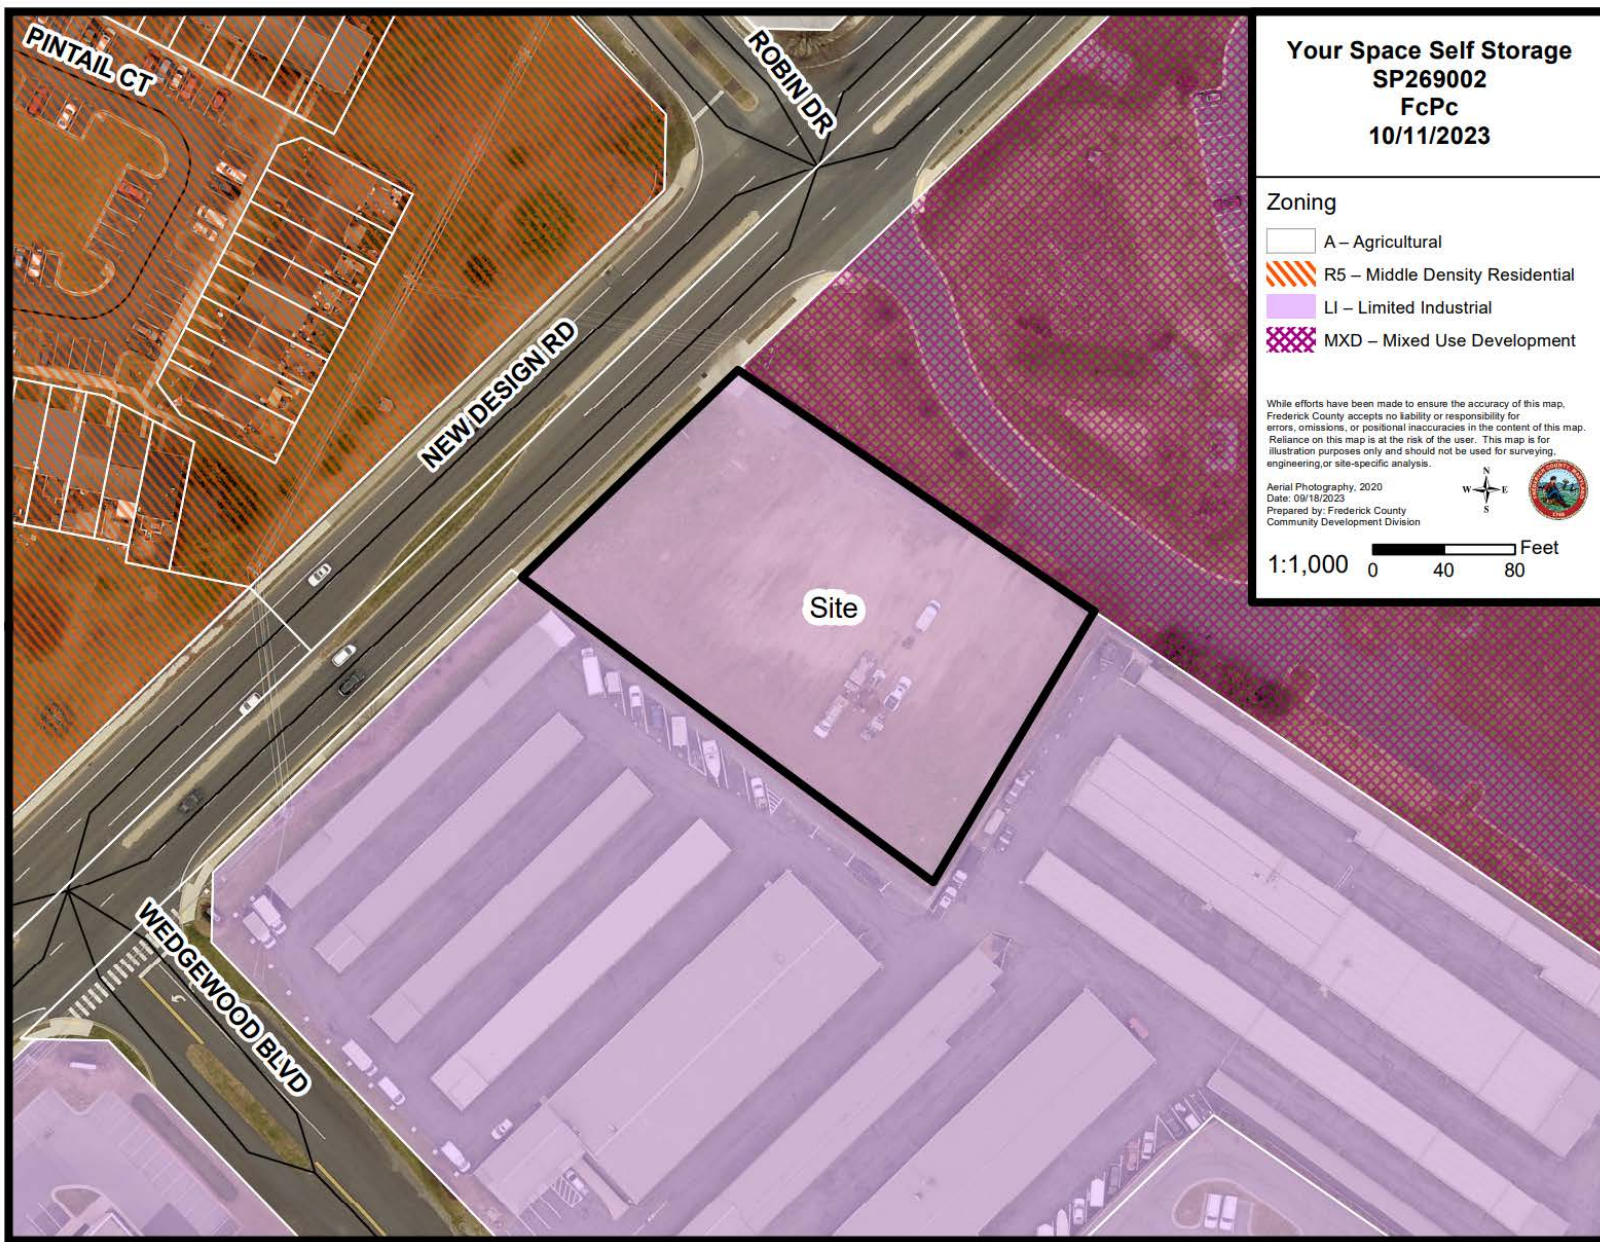 Your Space Self Storage
SP269002
FcPc
10/11/2023
Zoning
A – Agricultural
R5 – Middle Density Residential
LI – Limited Industrial
MXD – Mixed Use Development
While efforts have been made to ensure the accuracy of this map,
Frederick County accepts no liability or responsibility for
errors, omissions, or positional inaccuracies in the content of this map.
Reliance on this map is at the risk of the user. This map is for
illustration purposes only and should not be used for surveying,
engineering,or site-specific analysis.
Aerial Photography, 2020
Date: 09/18/2023
Prepared by: Frederick County
Community Development Division
N
W E
S
1:1,000
Feet
0 40 80
PINTAIL CT
ROBIN DR
NEW DESIGN RD
Site
WEDGEWOOD BLVD